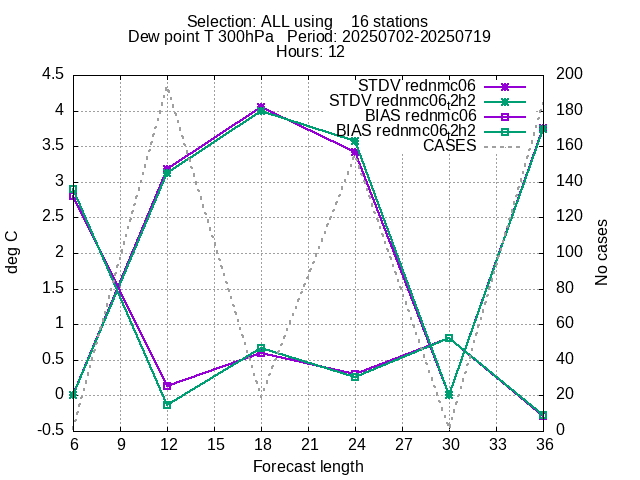 Selection: ALL using    16 stations
Dew point T 300hPa   Period: 20250702-20250719
Hours: 12
STDV rednmc06
STDV rednmc06,2h2
BIAS rednmc06
BIAS rednmc06,2h2
CASES
deg C
No cases
4.5
4
3.5
3
2.5
2
1.5
1
0.5
0
-0.5
200
180
160
140
120
100
80
60
40
20
0
6 9 12 15 18 21 24 27 30 33 36
Forecast length